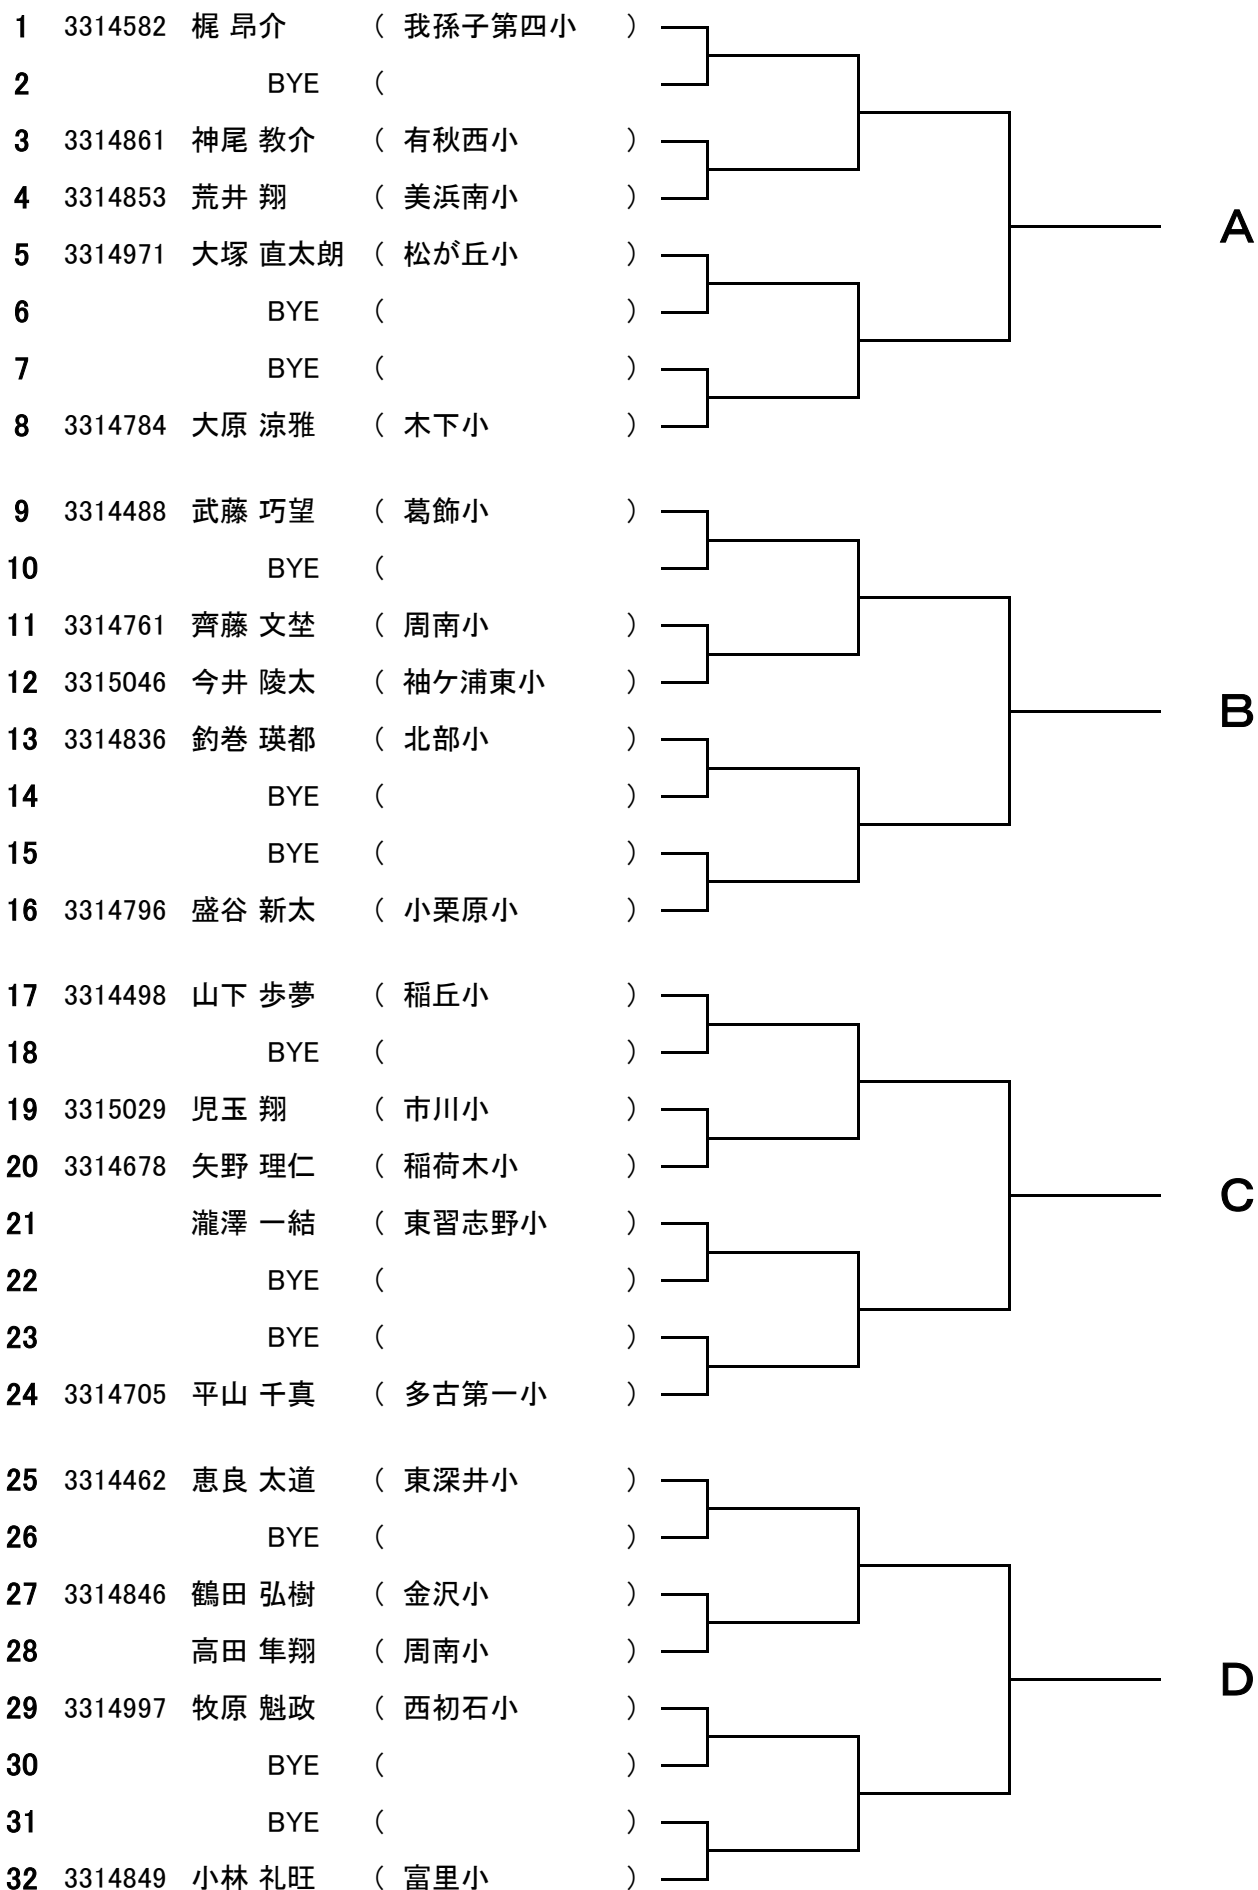 1 3314582 梶 昂介 ( 我孫子第四小 )
2 BYE (
3 3314861 神尾 教介 ( 有秋西小 )
4 3314853 荒井 翔 ( 美浜南小 )
A
5 3314971 大塚 直太朗 ( 松が丘小 )
6 BYE ( )
7 BYE ( )
8 3314784 大原 涼雅 ( 木下小 )
9 3314488 武藤 巧望 ( 葛飾小 )
10 BYE (
11 3314761 齊藤 文埜 ( 周南小 )
12 3315046 今井 陵太 ( 袖ケ浦東小 )
B
13 3314836 釣巻 瑛都 ( 北部小 )
14 BYE ( )
15 BYE ( )
16 3314796 盛谷 新太 ( 小栗原小 )
17 3314498 山下 歩夢 ( 稲丘小 )
18 BYE ( )
19 3315029 児玉 翔 ( 市川小 )
20 3314678 矢野 理仁 ( 稲荷木小 )
C
21 瀧澤 一結 ( 東習志野小 )
22 BYE ( )
23 BYE ( )
24 3314705 平山 千真 ( 多古第一小 )
25 3314462 恵良 太道 ( 東深井小 )
26 BYE ( )
27 3314846 鶴田 弘樹 ( 金沢小 )
28 高田 隼翔 ( 周南小 )
D
29 3314997 牧原 魁政 ( 西初石小 )
30 BYE ( )
31 BYE ( )
32 3314849 小林 礼旺 ( 富里小 )